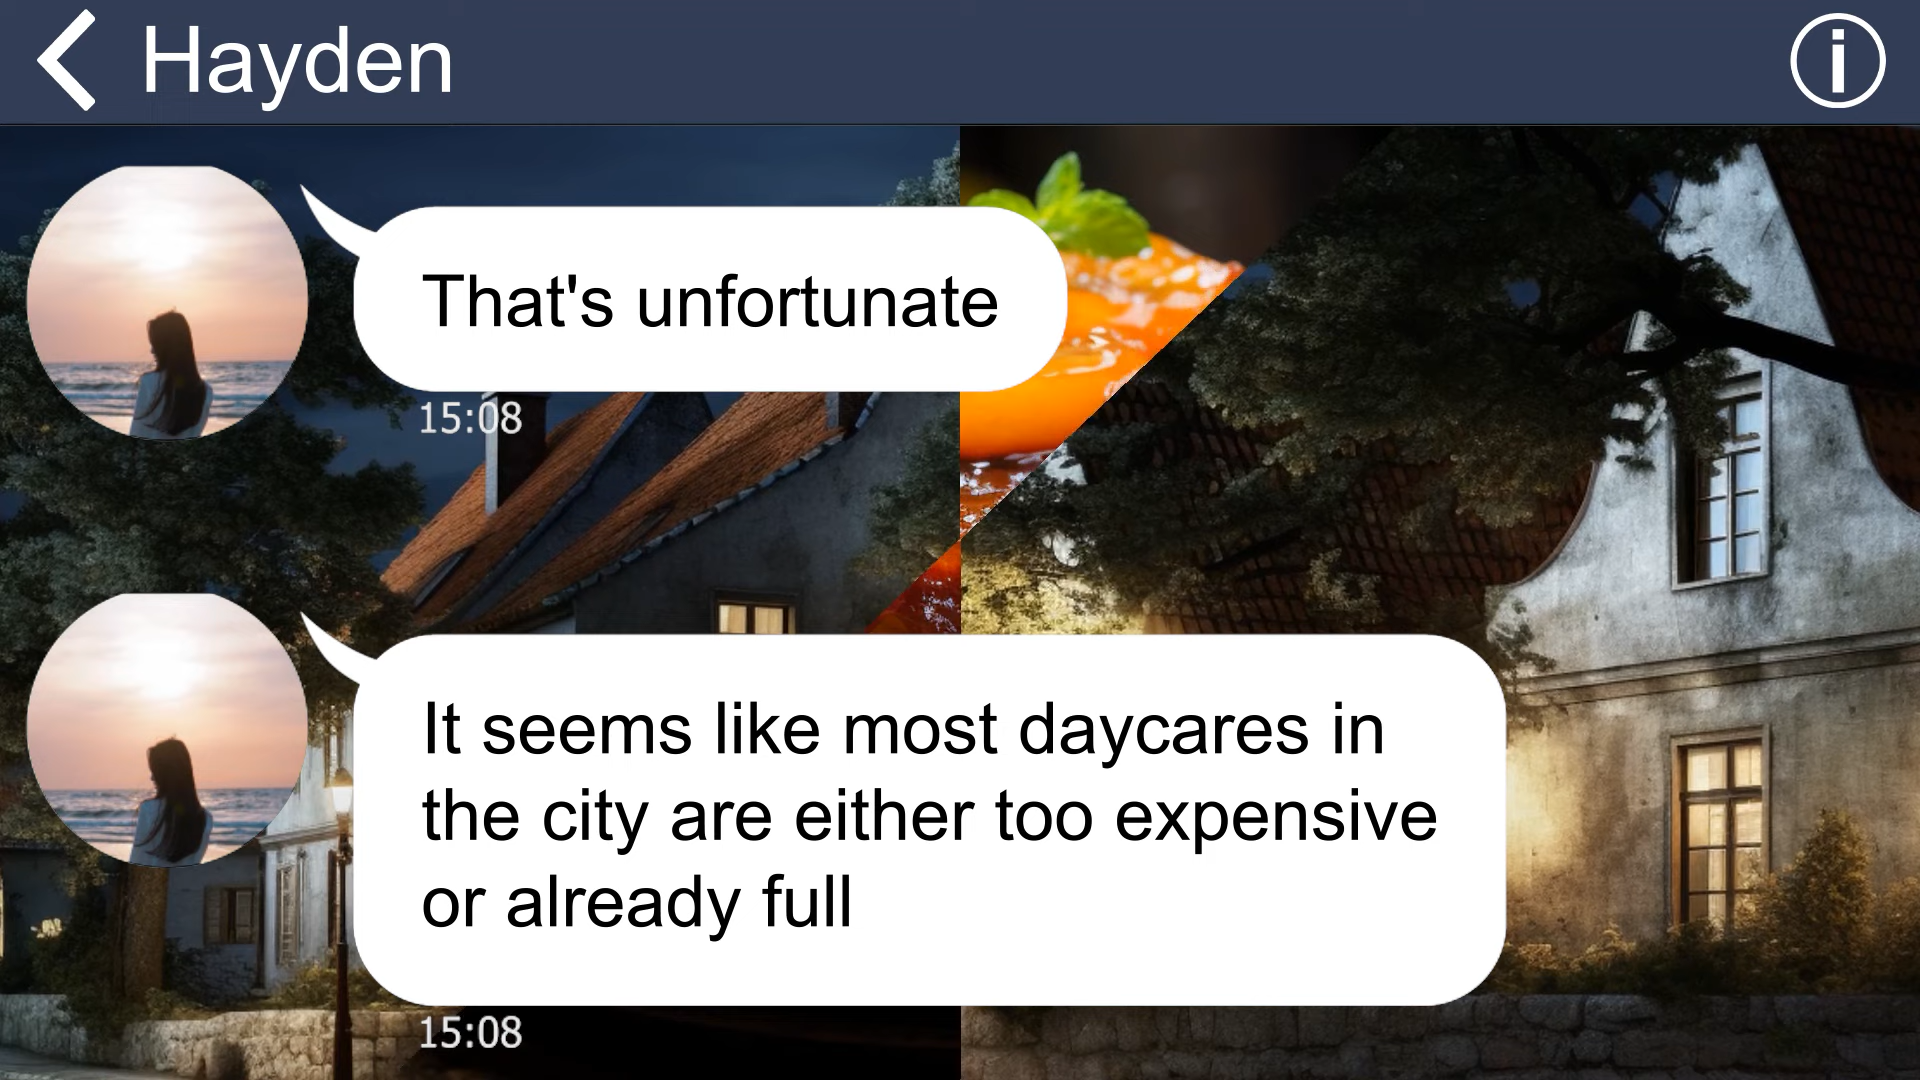 Hayden
That's unfortunate
15:08
It seems like most daycares in
the city are either too expensive
or already full
15:08